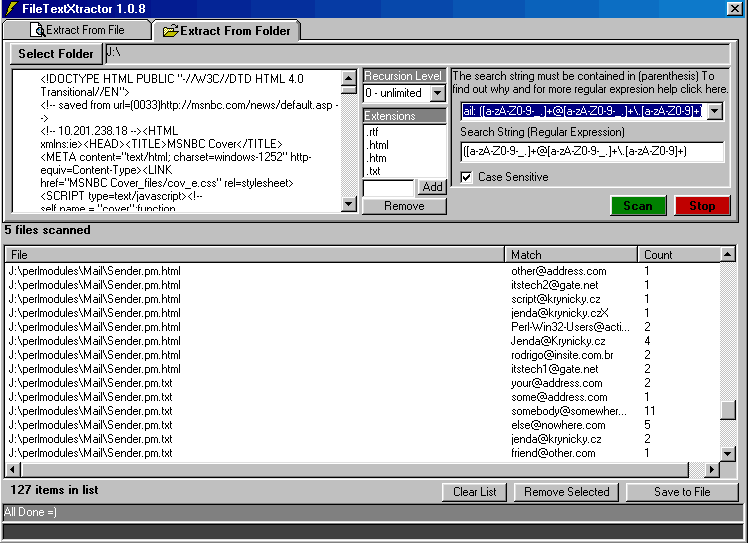 FileTextXtractor 1.0.8
Extract From File
Extract From Folder
Select Folder
J:\
<!DOCTYPE HTML PUBLIC "-//W3C//DTD HTML 4.0
Transitional//EN">
<!-- saved from url=(0033)http://msnbc.com/news/default.asp -
->
<!-- 10.201.238.18 --><HTML
xmlns:ie><HEAD><TITLE>MSNBC Cover</TITLE>
<META content="text/html; charset=windows-1252" http-
equiv=Content-Type><LINK
href="MSNBC Cover_files/cov_e.css" rel=stylesheet>
<SCRIPT type=text/javascript><!--
self.name = "cover";function
Recursion Level
0 - unlimited
Extensions
.rtf
.html
.htm
.txt
Add
Remove
The search string must be contained in (parenthesis) To
find out why and for more regular expresion help click here.
ail: ([a-zA-Z0-9-_.]+@[a-zA-Z0-9-_.]+\.[a-zA-Z0-9]+)
Search String (Regular Expression)
([a-zA-Z0-9-_.]+@[a-zA-Z0-9-_.]+\.[a-zA-Z0-9]+)
Case Sensitive
Scan
Stop
5 files scanned
File Match Count
J:\perlmodules\Mail\Sender.pm.html other@address.com 1
J:\perlmodules\Mail\Sender.pm.html itstech2@gate.net 1
J:\perlmodules\Mail\Sender.pm.html script@krynicky.cz 1
J:\perlmodules\Mail\Sender.pm.html jenda@krynicky.czX 1
J:\perlmodules\Mail\Sender.pm.html Perl-Win32-Users@acti... 2
J:\perlmodules\Mail\Sender.pm.html Jenda@Krynicky.cz 4
J:\perlmodules\Mail\Sender.pm.html rodrigo@insite.com.br 2
J:\perlmodules\Mail\Sender.pm.html itstech1@gate.net 2
J:\perlmodules\Mail\Sender.pm.txt your@address.com 2
J:\perlmodules\Mail\Sender.pm.txt some@address.com 1
J:\perlmodules\Mail\Sender.pm.txt somebody@somewher... 11
J:\perlmodules\Mail\Sender.pm.txt else@nowhere.com 5
J:\perlmodules\Mail\Sender.pm.txt jenda@krynicky.cz 2
J:\perlmodules\Mail\Sender.pm.txt friend@other.com 1
127 items in list
Clear List
Remove Selected
Save to File
All Done =)